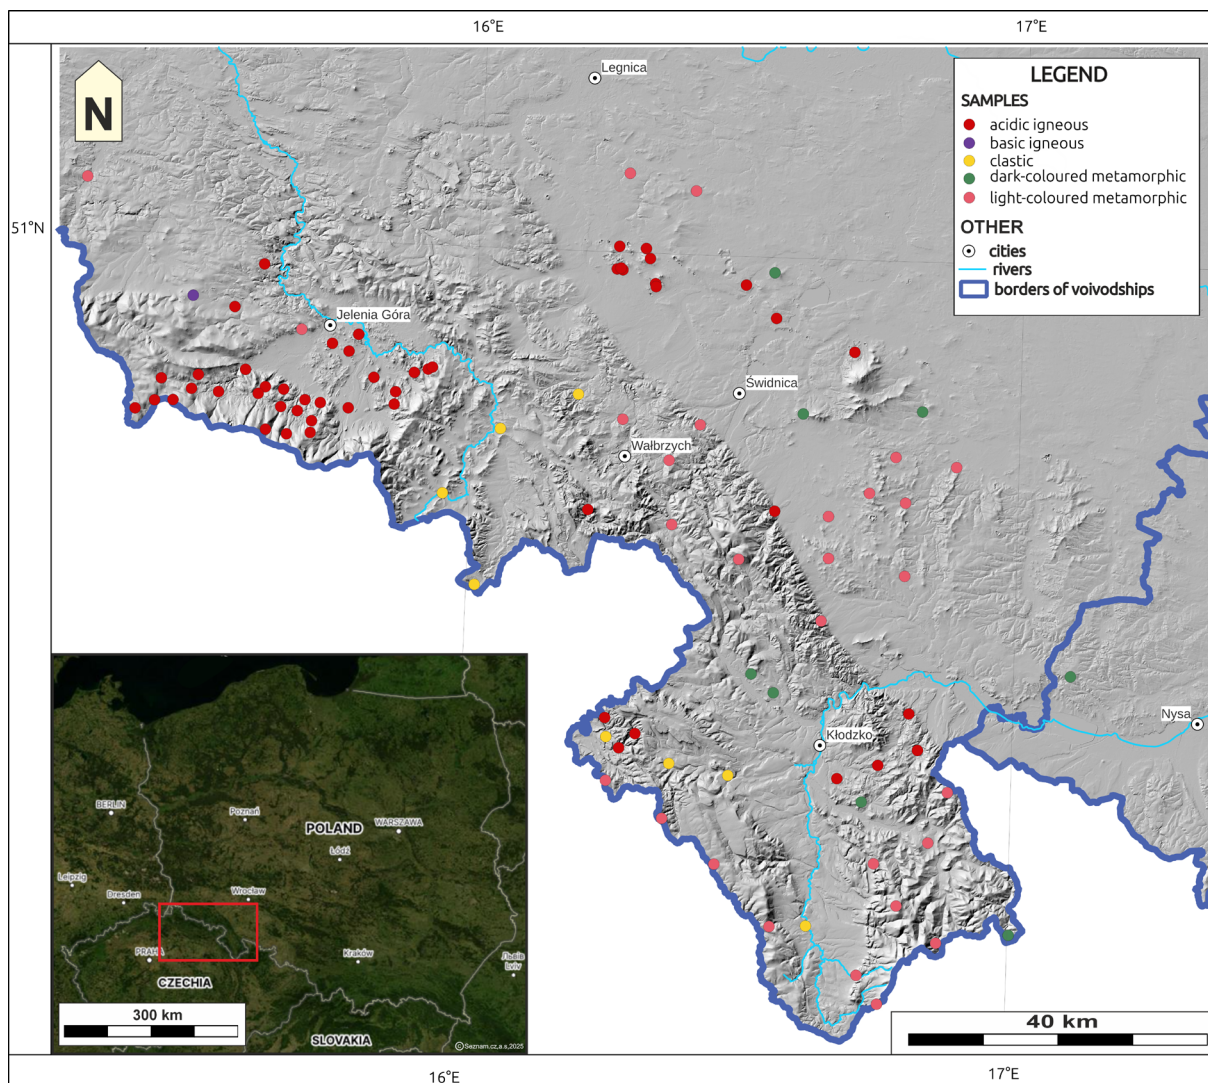 16°E
17°E
Legnica
N
LEGEND
SAMPLES
acidic igneous
basic igneous
clastic
dark-coloured metamorphic
light-coloured metamorphic
OTHER
cities
rivers
borders of voivodships
51°N
Jelenia Góra
Świdnica
Wałbrzych
Nysa
Kłodzko
BERLIN
Poznań
POLAND
WARSZAWA
Łódź
Leipzig
Dresden
Wrocław
PRAHA
Kraków
Львів
Lviv
CZECHIA
300 km
SLOVAKIA
©Seznam.cz,a.s,2025
40 km
16°E
17°E